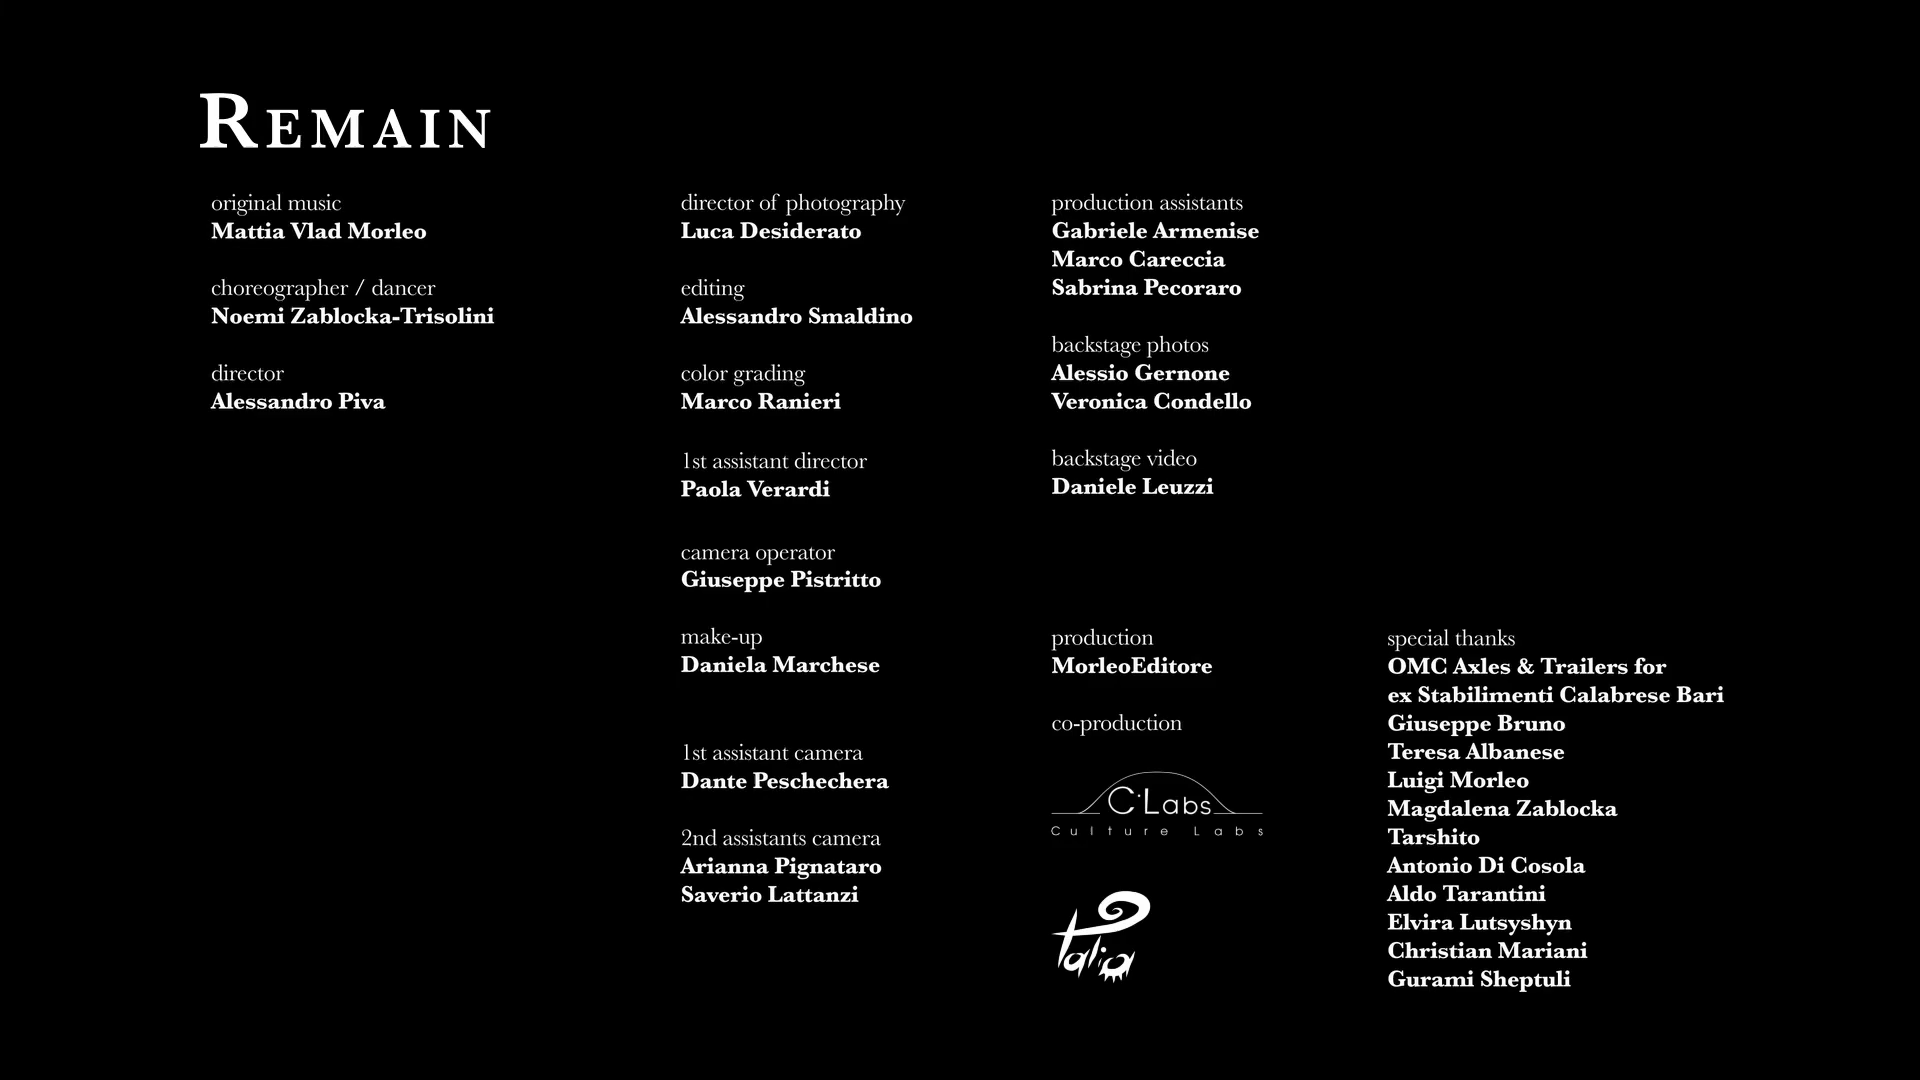 REMAIN
original music
Mattia Vlad Morleo
choreographer / dancer
Noemi Zablocka-Trisolini
director
Alessandro Piva
director of photography
Luca Desiderato
editing
Alessandro Smaldino
color grading
Marco Ranieri
1st assistant director
Paola Verardi
camera operator
Giuseppe Pistritto
make-up
Daniela Marchese
1st assistant camera
Dante Peschechera
2nd assistants camera
Arianna Pignataro
Saverio Lattanzi
production assistants
Gabriele Armenise
Marco Careccia
Sabrina Pecoraro
backstage photos
Alessio Gernone
Veronica Condello
backstage video
Daniele Leuzzi
production
MorleoEditore
co-production
C·Labs
Culture Labs
talia
special thanks
OMC Axles & Trailers for
ex Stabilimenti Calabrese Bari
Giuseppe Bruno
Teresa Albanese
Luigi Morleo
Magdalena Zablocka
Tarshito
Antonio Di Cosola
Aldo Tarantini
Elvira Lutsyshyn
Christian Mariani
Gurami Sheptuli